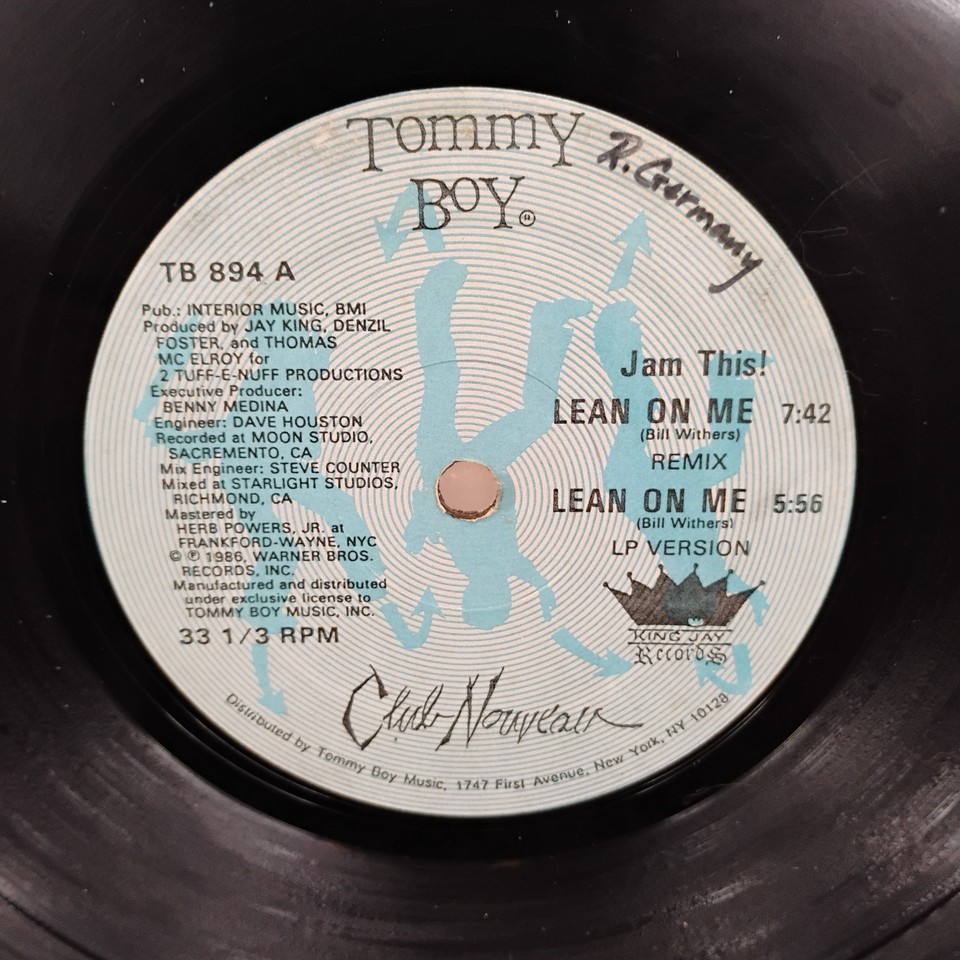 Tommy
Boy®
R. Germany
TB 894 A
Pub.: INTERIOR MUSIC, BMI
Produced by JAY KING, DENZIL
FOSTER, and THOMAS
MC ELROY for
2 TUFF-E-NUFF PRODUCTIONS
Executive Producer:
BENNY MEDINA
Engineer: DAVE HOUSTON
Recorded at MOON STUDIO,
SACREMENTO, CA
Mix Engineer: STEVE COUNTER
Mixed at STARLIGHT STUDIOS,
RICHMOND, CA
Mastered by
HERB POWERS, JR. at
FRANKFORD-WAYNE, NYC
© ℗ 1986, WARNER BROS.
RECORDS, INC.
Manufactured and distributed
under exclusive license to
TOMMY BOY MUSIC, INC.
33 1/3 RPM
Jam This!
LEAN ON ME 7:42
(Bill Withers)
REMIX
LEAN ON ME 5:56
(Bill Withers)
LP VERSION
KING JAY
Records
Club Nouveau
Distributed by Tommy Boy Music, 1747 First Avenue, New York, NY 10128